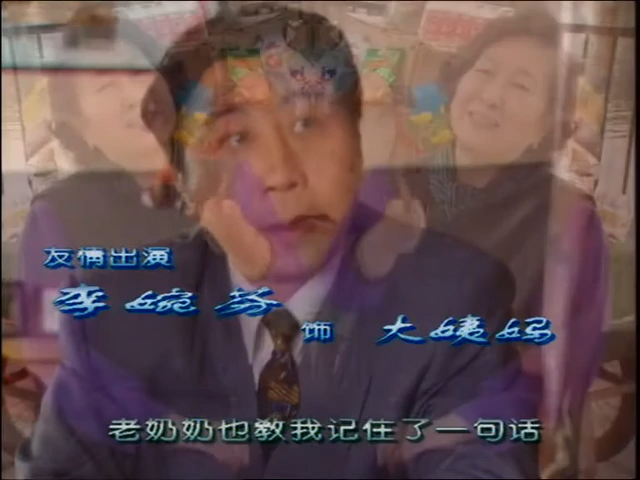 友情出演
李婉芬
饰 大姨妈
老奶奶也教我记住了一句话